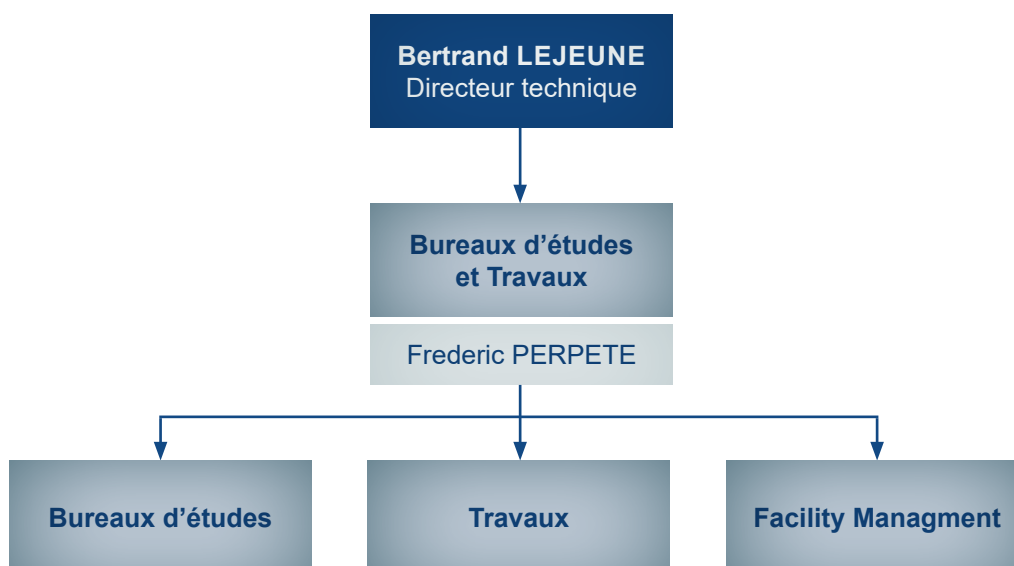 Bertrand LEJEUNE
Directeur technique
Bureaux d’études
et Travaux
Frederic PERPETE
Bureaux d’études
Travaux
Facility Managment